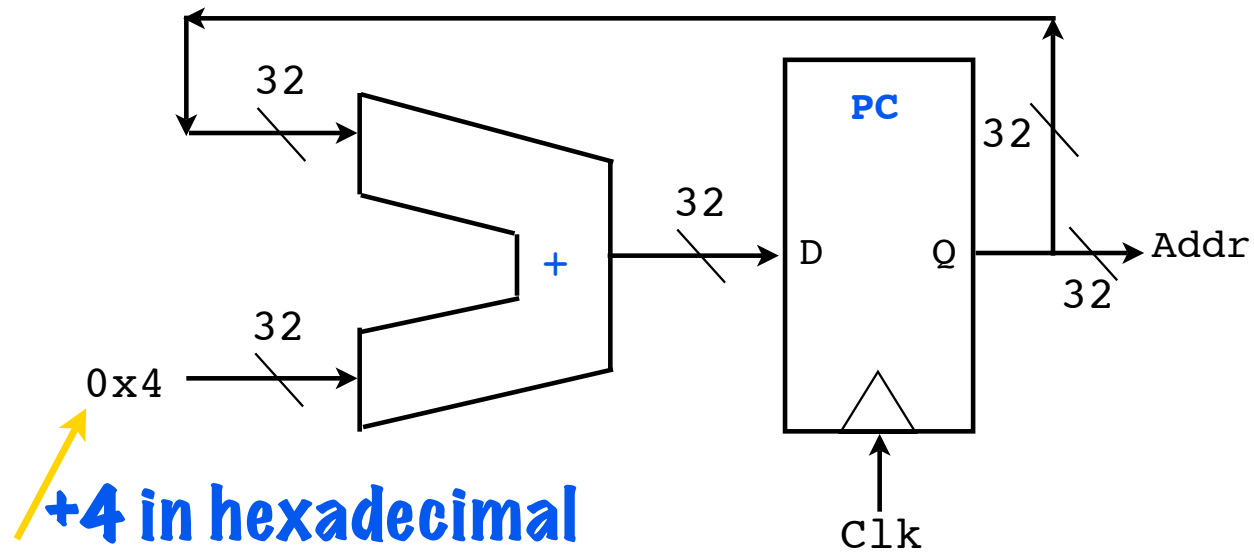 32
PC
32
32
D
+
Q
Addr
32
32
0x4
+4 in hexadecimal
Clk